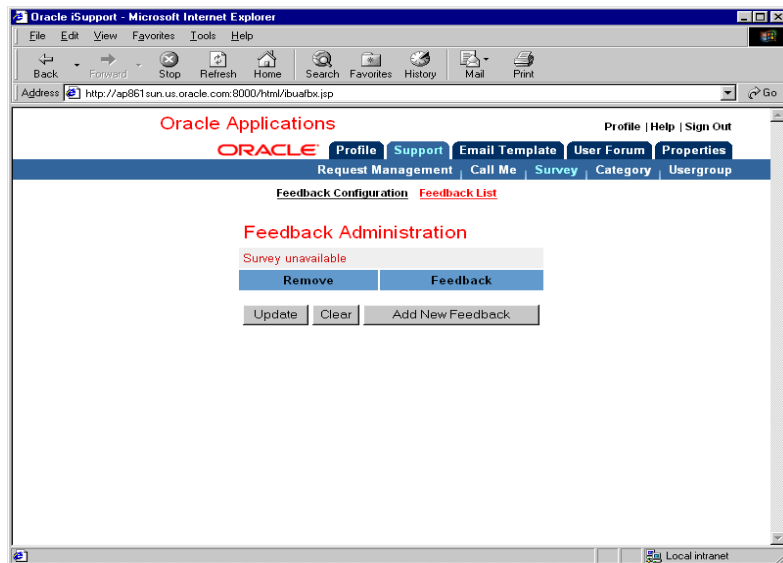 Oracle iSupport - Microsoft Internet Explorer
File Edit View Favorites Tools Help
Back Forward Stop Refresh Home Search Favorites History Mail Print
Address http://ap861sun.us.oracle.com:8000/html/ibuafbx.jsp Go
Oracle Applications Profile | Help | Sign Out
ORACLE Profile Support Email Template User Forum Properties
Request Management | Call Me | Survey | Category | Usergroup
Feedback Configuration Feedback List
Feedback Administration
Survey unavailable
Remove Feedback
Update Clear Add New Feedback
Local intranet